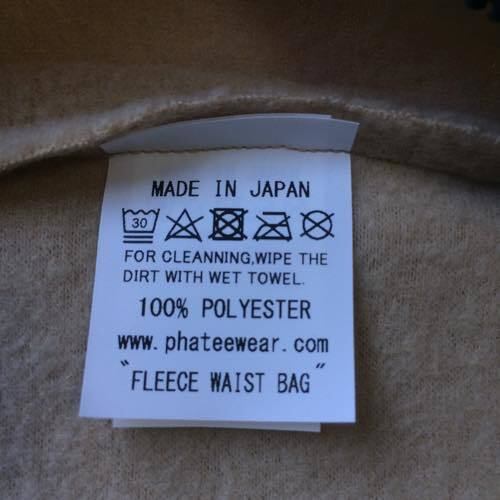 MADE IN JAPAN
30
FOR CLEANNING,WIPE THE
DIRT WITH WET TOWEL.
100% POLYESTER
www.phateewear.com
"FLEECE WAIST BAG"